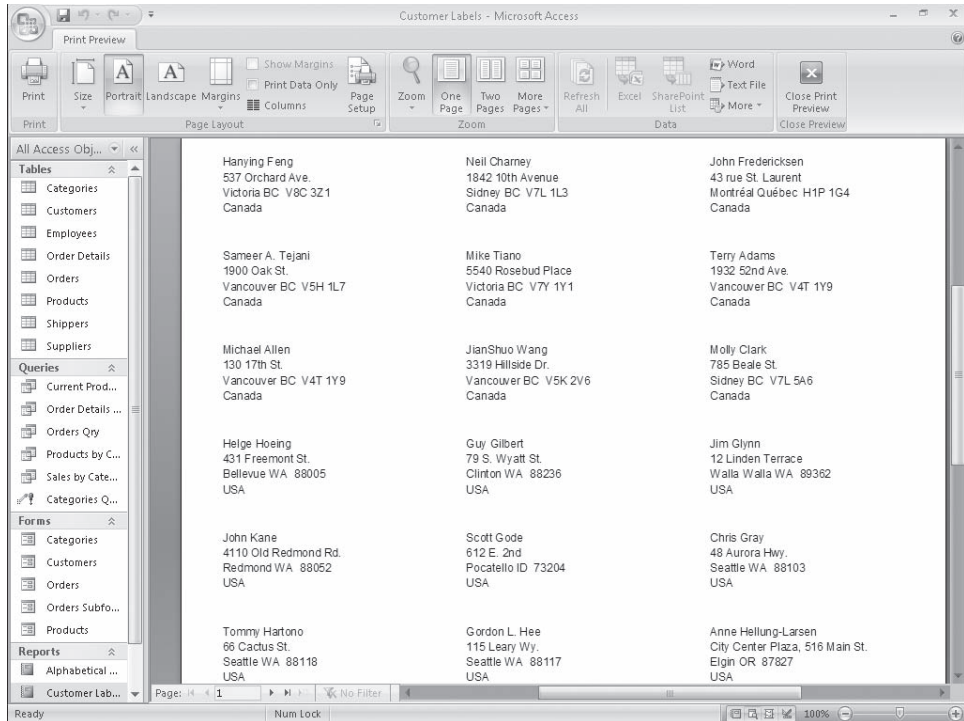 Customer Labels - Microsoft Access
Print Preview
Print
Size
Portrait
Landscape
Margins
Show Margins
Print Data Only
Columns
Page Setup
Zoom
One Page
Two Pages
More Pages
Refresh All
Excel
SharePoint List
Word
Text File
More
Close Print Preview
Print
Page Layout
Zoom
Data
Close Preview
All Access Obj...
Tables
Categories
Customers
Employees
Order Details
Orders
Products
Shippers
Suppliers
Queries
Current Prod...
Order Details ...
Orders Qry
Products by C...
Sales by Cate...
Categories Q...
Forms
Categories
Customers
Orders
Orders Subfo...
Products
Reports
Alphabetical ...
Customer Lab...
Hanying Feng
537 Orchard Ave.
Victoria BC V8C 3Z1
Canada
Neil Charney
1842 10th Avenue
Sidney BC V7L 1L3
Canada
John Fredericksen
43 rue St. Laurent
Montréal Québec H1P 1G4
Canada
Sameer A. Tejani
1900 Oak St.
Vancouver BC V5H 1L7
Canada
Mike Tiano
5540 Rosebud Place
Victoria BC V7Y 1Y1
Canada
Terry Adams
1932 52nd Ave.
Vancouver BC V4T 1Y9
Canada
Michael Allen
130 17th St.
Vancouver BC V4T 1Y9
Canada
JianShuo Wang
3319 Hillside Dr.
Vancouver BC V5K 2V6
Canada
Molly Clark
785 Beale St.
Sidney BC V7L 5A6
Canada
Helge Hoeing
431 Freemont St.
Bellevue WA 88005
USA
Guy Gilbert
79 S. Wyatt St.
Clinton WA 88236
USA
Jim Glynn
12 Linden Terrace
Walla Walla WA 89362
USA
John Kane
4110 Old Redmond Rd.
Redmond WA 88052
USA
Scott Gode
612 E. 2nd
Pocatello ID 73204
USA
Chris Gray
48 Aurora Hwy.
Seattle WA 88103
USA
Tommy Hartono
66 Cactus St.
Seattle WA 88118
USA
Gordon L. Hee
115 Leary Wy.
Seattle WA 88117
USA
Anne Hellung-Larsen
City Center Plaza, 516 Main St.
Elgin OR 87827
USA
Page: 1
No Filter
Ready
Num Lock
100%